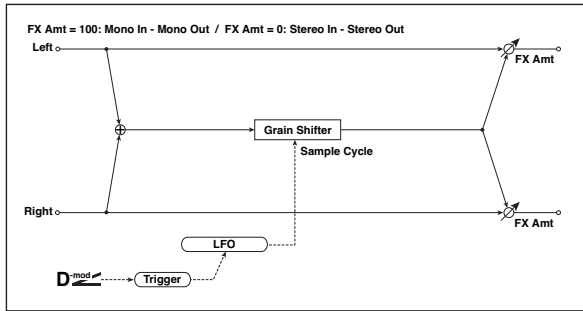 FX Amt = 100: Mono In - Mono Out / FX Amt = 0: Stereo In - Stereo Out
Left
FX Amt
Grain Shifter
Sample Cycle
Right
FX Amt
LFO
D-mod
Trigger